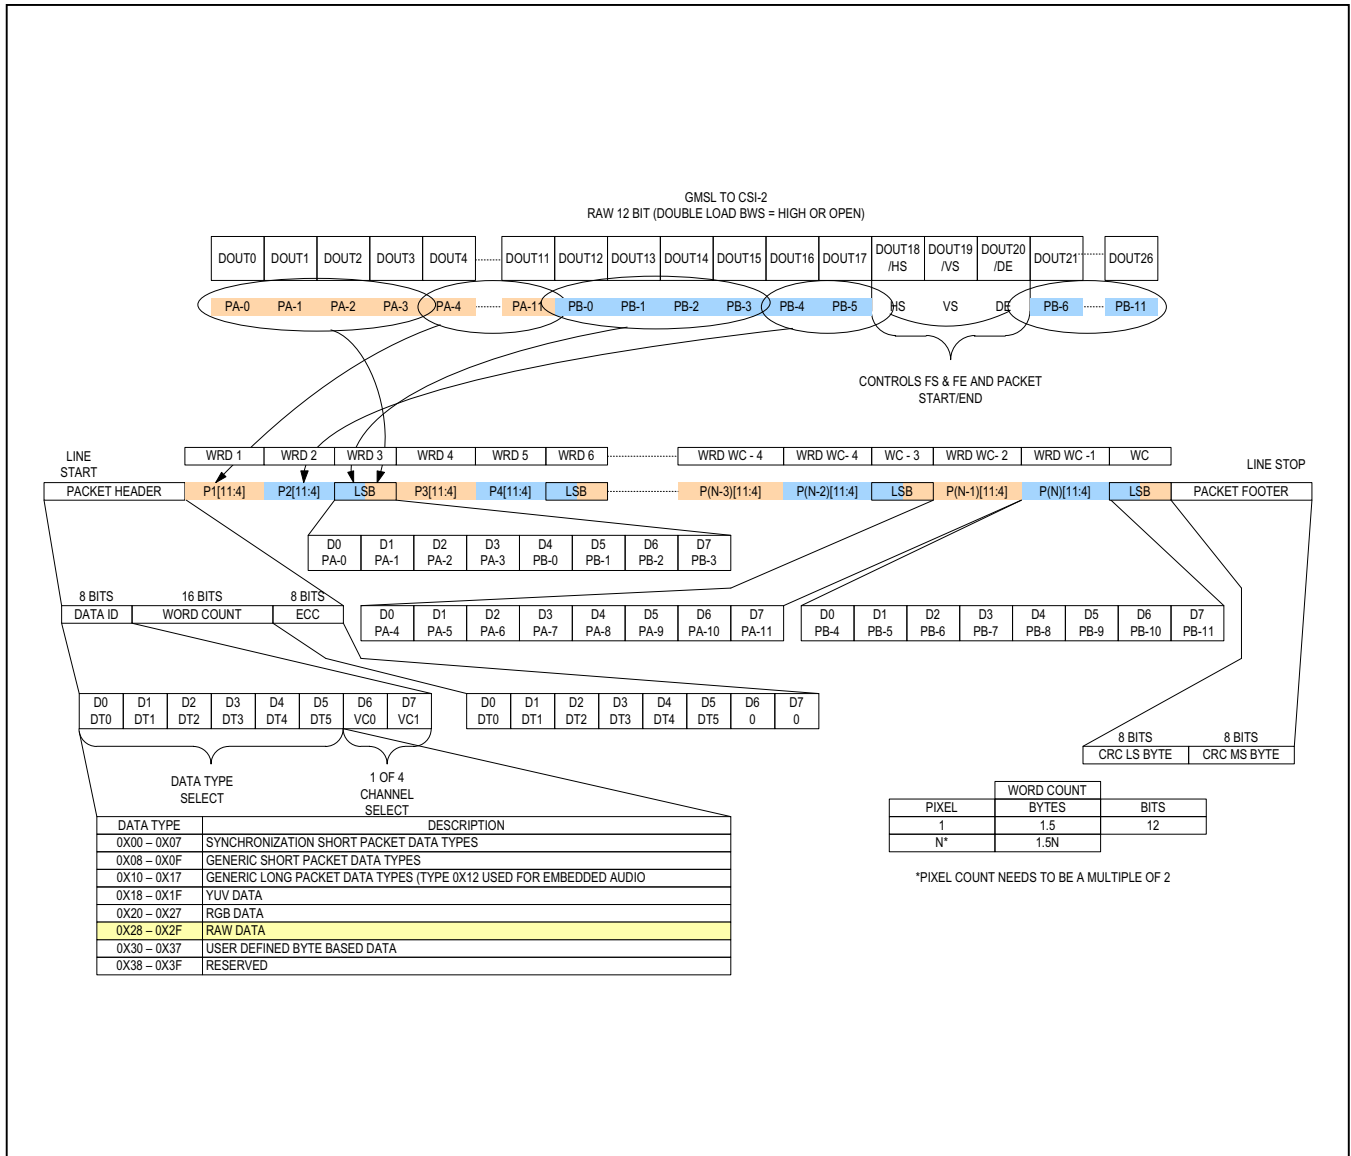 GMSL TO CSI-2
RAW 12 BIT (DOUBLE LOAD BWS = HIGH OR OPEN)
DOUT0 DOUT1 DOUT2 DOUT3 DOUT4 DOUT11 DOUT12 DOUT13 DOUT14 DOUT15 DOUT16 DOUT17 DOUT18 /HS DOUT19 /VS DOUT20 /DE DOUT21 DOUT26
PA-0 PA-1 PA-2 PA-3 PA-4 PA-11 PB-0 PB-1 PB-2 PB-3 PB-4 PB-5 HS VS DE PB-6 PB-11
CONTROLS FS & FE AND PACKET
START/END
LINE
START
WRD 1 WRD 2 WRD 3 WRD 4 WRD 5 WRD 6 WRD WC - 4 WRD WC- 4 WC - 3 WRD WC- 2 WRD WC -1 WC
LINE STOP
PACKET HEADER P1[11:4] P2[11:4] LSB P3[11:4] P4[11:4] LSB P(N-3)[11:4] P(N-2)[11:4] LSB P(N-1)[11:4] P(N)[11:4] LSB PACKET FOOTER
D0 D1 D2 D3 D4 D5 D6 D7
PA-0 PA-1 PA-2 PA-3 PB-0 PB-1 PB-2 PB-3
8 BITS 16 BITS 8 BITS
DATA ID WORD COUNT ECC
D0 D1 D2 D3 D4 D5 D6 D7
PA-4 PA-5 PA-6 PA-7 PA-8 PA-9 PA-10 PA-11
D0 D1 D2 D3 D4 D5 D6 D7
PB-4 PB-5 PB-6 PB-7 PB-8 PB-9 PB-10 PB-11
D0 D1 D2 D3 D4 D5 D6 D7
DT0 DT1 DT2 DT3 DT4 DT5 VC0 VC1
D0 D1 D2 D3 D4 D5 D6 D7
DT0 DT1 DT2 DT3 DT4 DT5 0 0
8 BITS 8 BITS
CRC LS BYTE CRC MS BYTE
DATA TYPE
SELECT
1 OF 4
CHANNEL
SELECT
WORD COUNT
PIXEL BYTES BITS
1 1.5 12
N* 1.5N
*PIXEL COUNT NEEDS TO BE A MULTIPLE OF 2
DATA TYPE DESCRIPTION
0X00 – 0X07 SYNCHRONIZATION SHORT PACKET DATA TYPES
0X08 – 0X0F GENERIC SHORT PACKET DATA TYPES
0X10 – 0X17 GENERIC LONG PACKET DATA TYPES (TYPE 0X12 USED FOR EMBEDDED AUDIO
0X18 – 0X1F YUV DATA
0X20 – 0X27 RGB DATA
0X28 – 0X2F RAW DATA
0X30 – 0X37 USER DEFINED BYTE BASED DATA
0X38 – 0X3F RESERVED